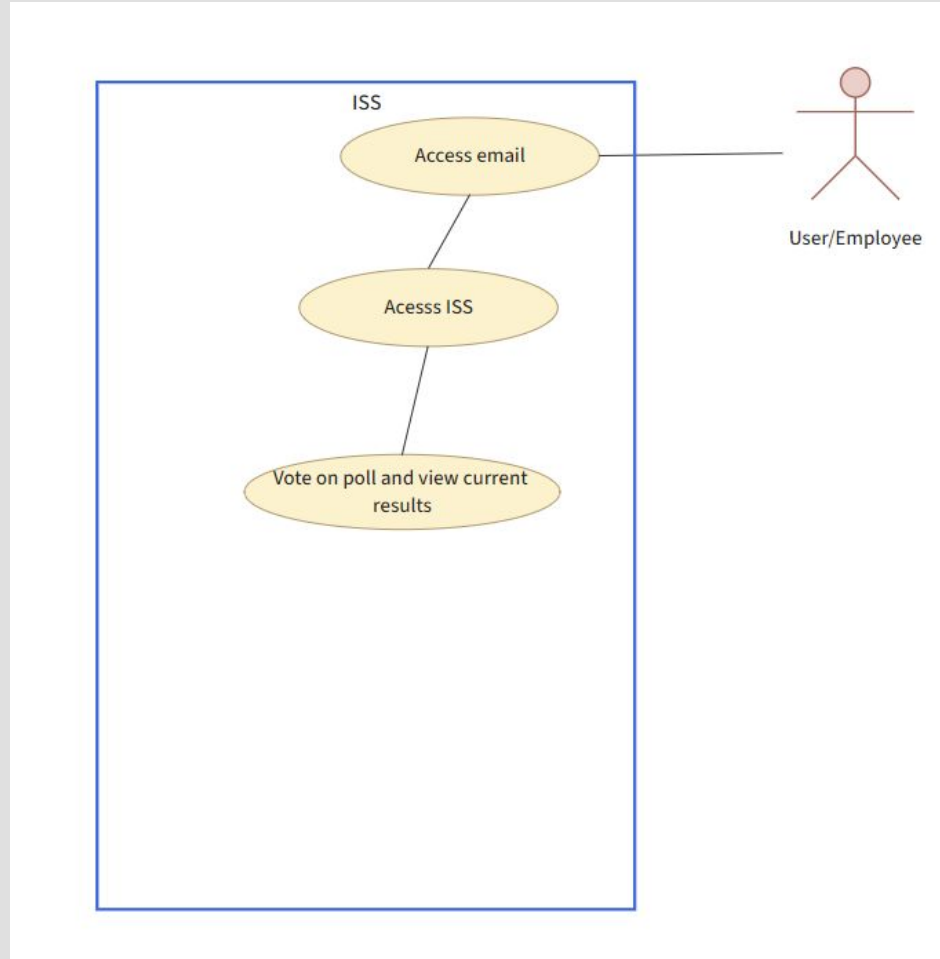 ISS
Access email
User/Employee
Acesss ISS
Vote on poll and view current
results